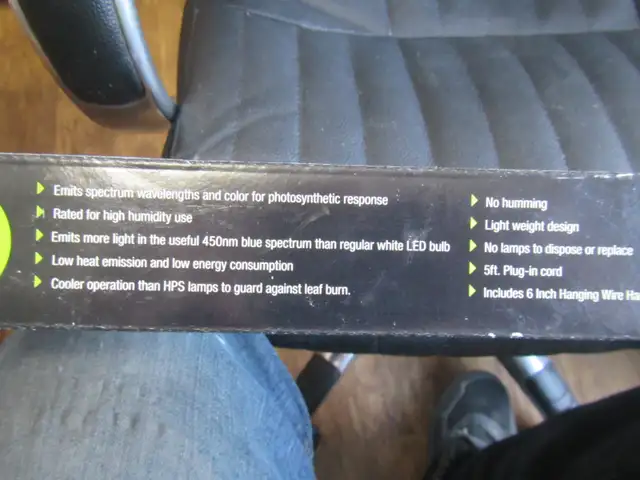 Emits spectrum wavelengths and color for photosynthetic response
Rated for high humidity use
Emits more light in the useful 450nm blue spectrum than regular white LED bulb
Low heat emission and low energy consumption
Cooler operation than HPS lamps to guard against leaf burn.
No humming
Light weight design
No lamps to dispose or replace
5ft. Plug-in cord
Includes 6 Inch Hanging Wire